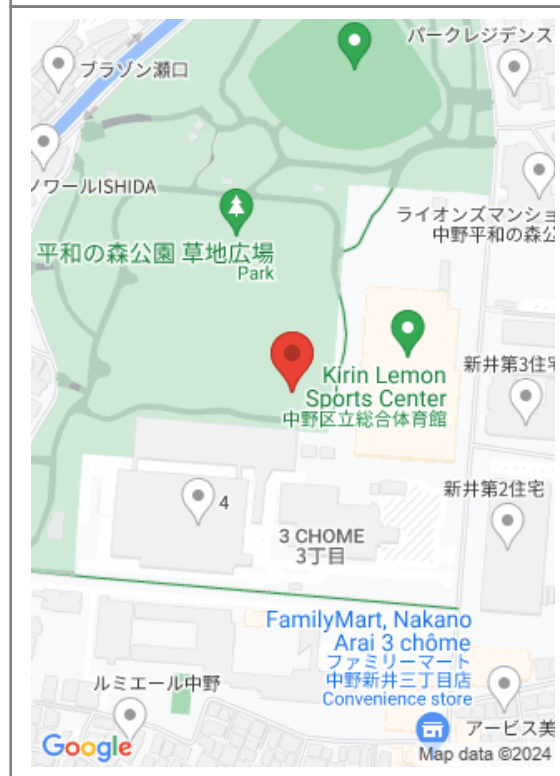 パークレジデンス
ブラゾン瀬口
ノワールISHIDA
ライオンズマンショ
中野平和の森公
平和の森公園 草地広場
Park
Kirin Lemon
Sports Center
中野区立総合体育館
新井第3住宅
新井第2住宅
4
3 CHOME
3丁目
FamilyMart, Nakano
Arai 3 chôme
ファミリーマート
中野新井三丁目店
Convenience store
ルミエール中野
アービス美
Google
Map data ©2024